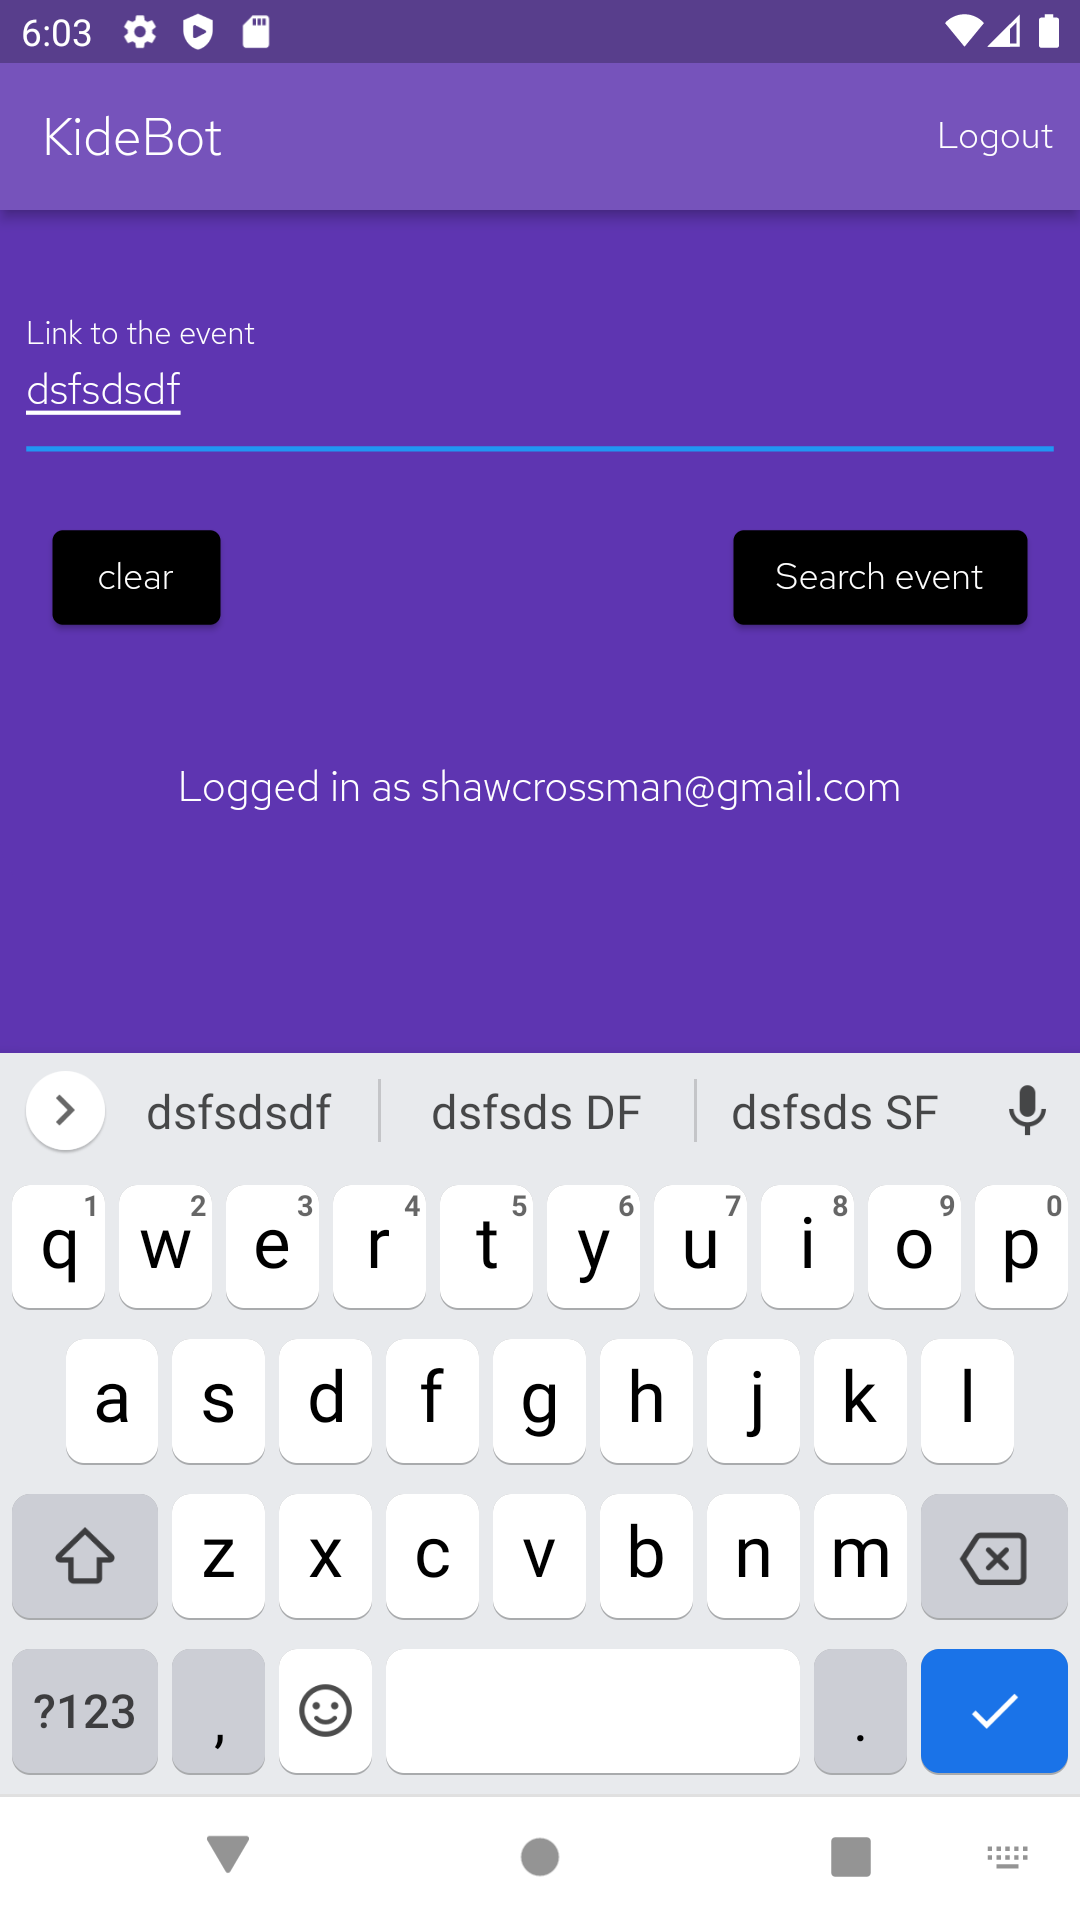 6:03
KideBot Logout
Link to the event
dsfsdsdf
clear Search event
Logged in as shawcrossman@gmail.com
dsfsdsdf dsfsds DF dsfsds SF
1 2 3 4 5 6 7 8 9 0
q w e r t y u i o p
a s d f g h j k l
z x c v b n m
?123 , .